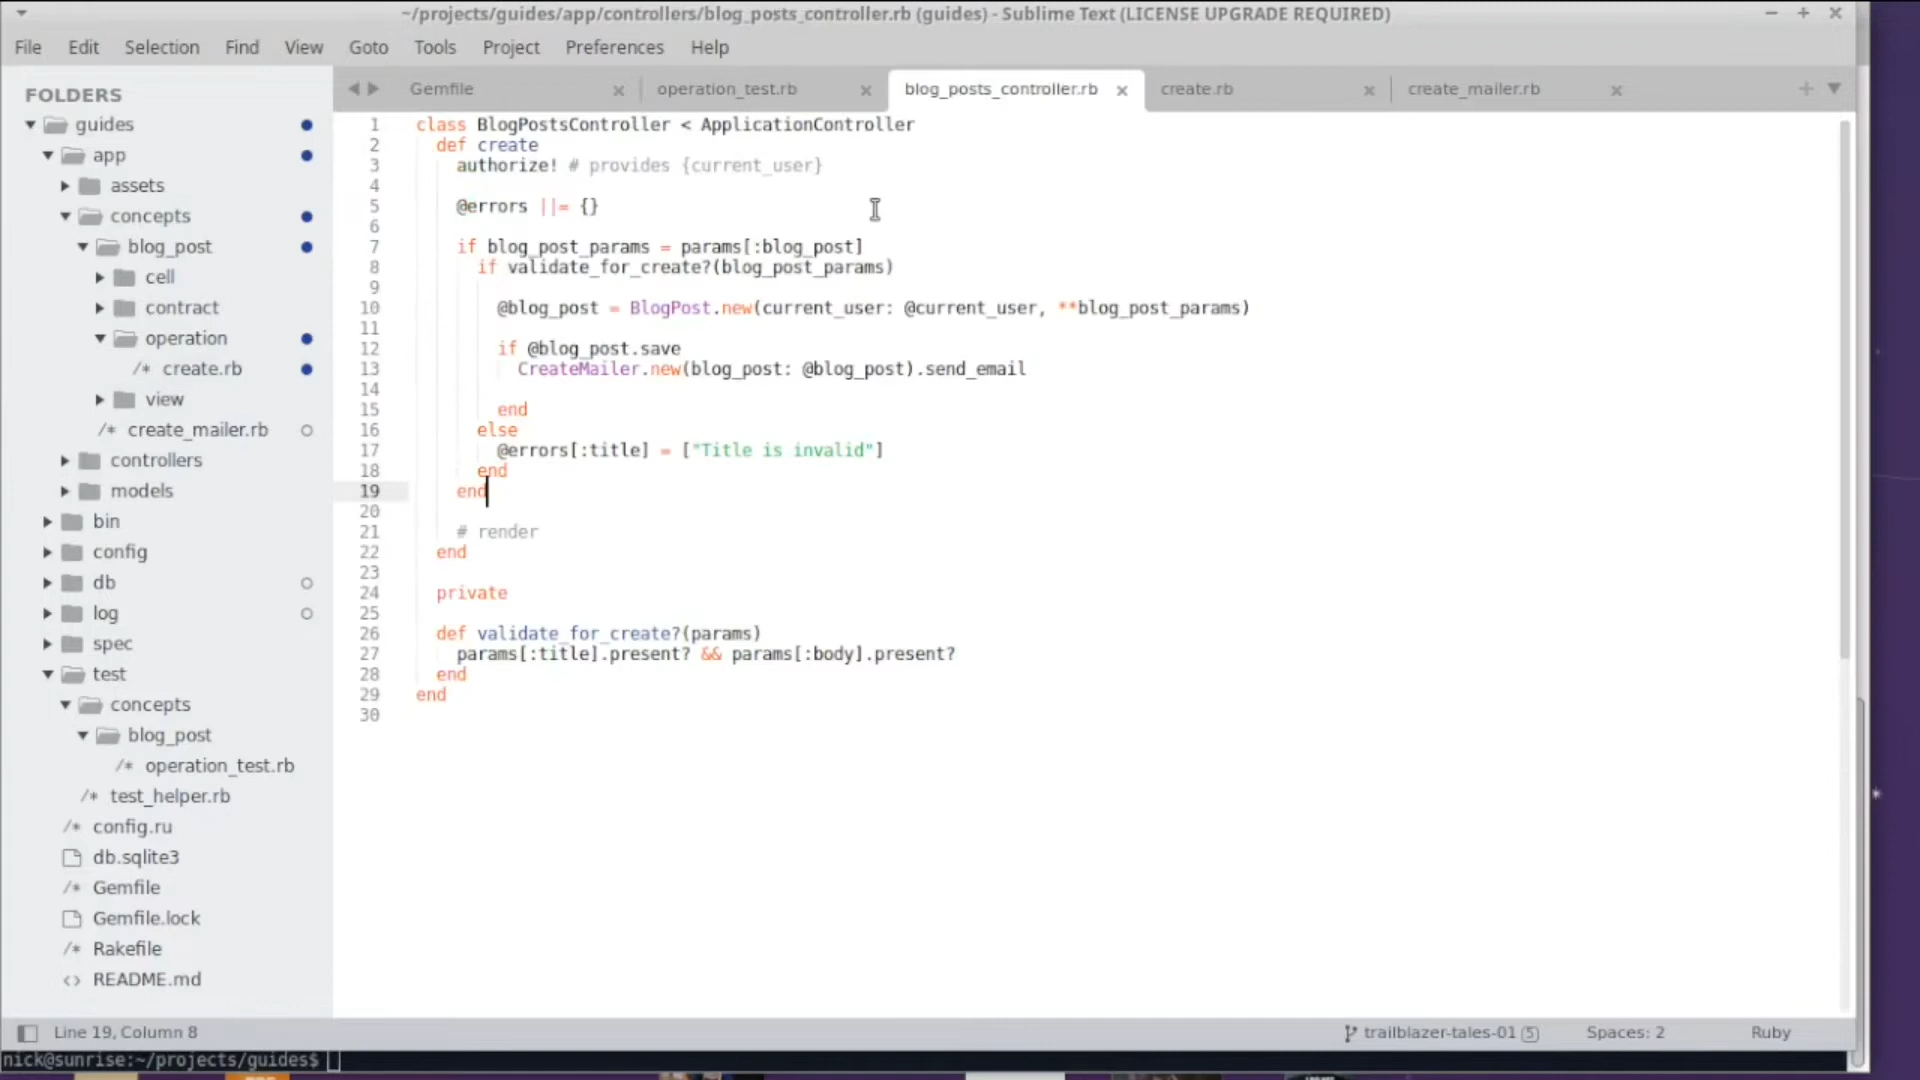 ~/projects/guides/app/controllers/blog_posts_controller.rb (guides) - Sublime Text (LICENSE UPGRADE REQUIRED)
File Edit Selection Find View Goto Tools Project Preferences Help
FOLDERS
guides
app
assets
concepts
blog_post
cell
contract
operation
/* create.rb
view
/* create_mailer.rb
controllers
models
bin
config
db
log
spec
test
concepts
blog_post
/* operation_test.rb
/* test_helper.rb
/* config.ru
db.sqlite3
/* Gemfile
Gemfile.lock
/* Rakefile
<> README.md
Gemfile × operation_test.rb × blog_posts_controller.rb × create.rb × create_mailer.rb ×
1 class BlogPostsController < ApplicationController
2 def create
3 authorize! # provides {current_user}
4
5 @errors ||= {}
6
7 if blog_post_params = params[:blog_post]
8 if validate_for_create?(blog_post_params)
9
10 @blog_post = BlogPost.new(current_user: @current_user, **blog_post_params)
11
12 if @blog_post.save
13 CreateMailer.new(blog_post: @blog_post).send_email
14
15 end
16 else
17 @errors[:title] = ["Title is invalid"]
18 end
19 end
20
21 # render
22 end
23
24 private
25
26 def validate_for_create?(params)
27 params[:title].present? && params[:body].present?
28 end
29 end
30
Line 19, Column 8 trailblazer-tales-01 (5) Spaces: 2 Ruby
nick@sunrise:~/projects/guides$